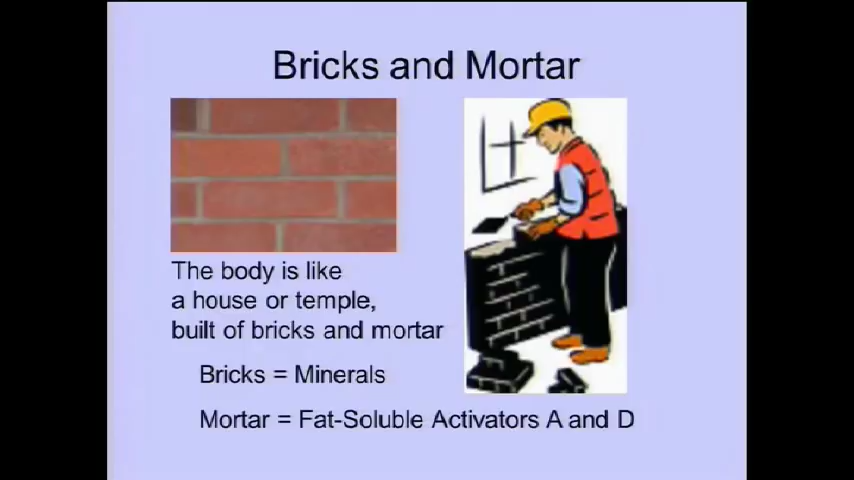 Bricks and Mortar
The body is like
a house or temple,
built of bricks and mortar
Bricks = Minerals
Mortar = Fat-Soluble Activators A and D